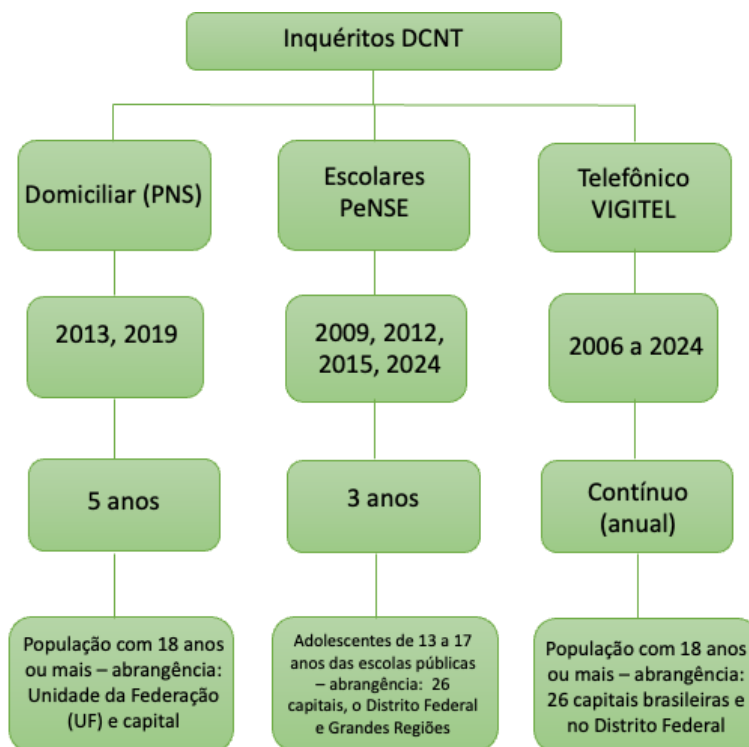 Inquéritos DCNT
Domiciliar (PNS)
Escolares
PeNSE
Telefônico
VIGITEL
2013, 2019
2009, 2012,
2015, 2024
2006 a 2024
5 anos
3 anos
Contínuo
(anual)
População com 18 anos
ou mais – abrangência:
Unidade da Federação
(UF) e capital
Adolescentes de 13 a 17
anos das escolas públicas
– abrangência: 26
capitais, o Distrito Federal
e Grandes Regiões
População com 18 anos
ou mais – abrangência:
26 capitais brasileiras e
no Distrito Federal